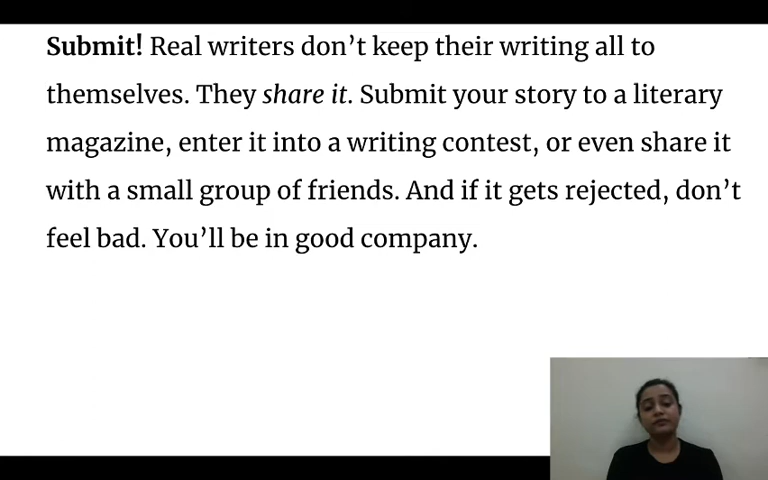 Submit! Real writers don’t keep their writing all to
themselves. They share it. Submit your story to a literary
magazine, enter it into a writing contest, or even share it
with a small group of friends. And if it gets rejected, don’t
feel bad. You’ll be in good company.